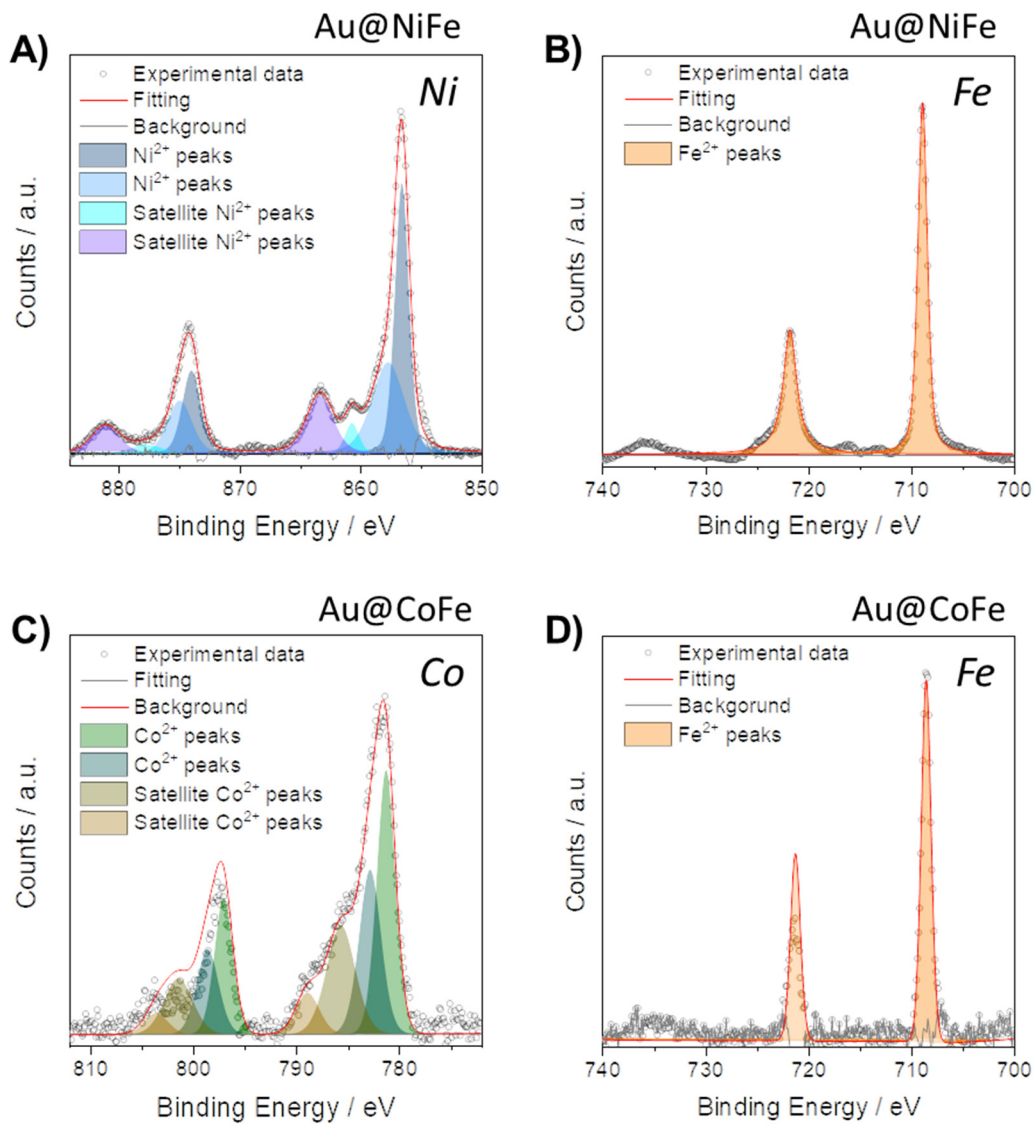 Au@NiFe
A)
Ni
Experimental data
Fitting
Background
Ni²⁺ peaks
Ni²⁺ peaks
Satellite Ni²⁺ peaks
Satellite Ni²⁺ peaks
Counts / a.u.
880 870 860 850
Binding Energy / eV
Au@NiFe
B)
Fe
Experimental data
Fitting
Background
Fe²⁺ peaks
Counts / a.u.
740 730 720 710 700
Binding Energy / eV
Au@CoFe
C)
Co
Experimental data
Fitting
Background
Co²⁺ peaks
Co²⁺ peaks
Satellite Co²⁺ peaks
Satellite Co²⁺ peaks
Counts / a.u.
810 800 790 780
Binding Energy / eV
Au@CoFe
D)
Fe
Experimental data
Fitting
Backgorund
Fe²⁺ peaks
Counts / a.u.
740 730 720 710 700
Binding Energy / eV